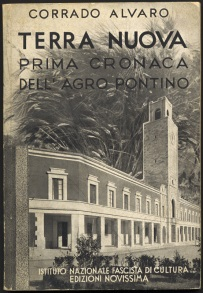 CORRADO ALVARO
TERRA NUOVA
PRIMA CRONACA
DELL'AGRO PONTINO
ISTITUTO NAZIONALE FASCISTA DI CULTURA
EDIZIONI NOVISSIMA